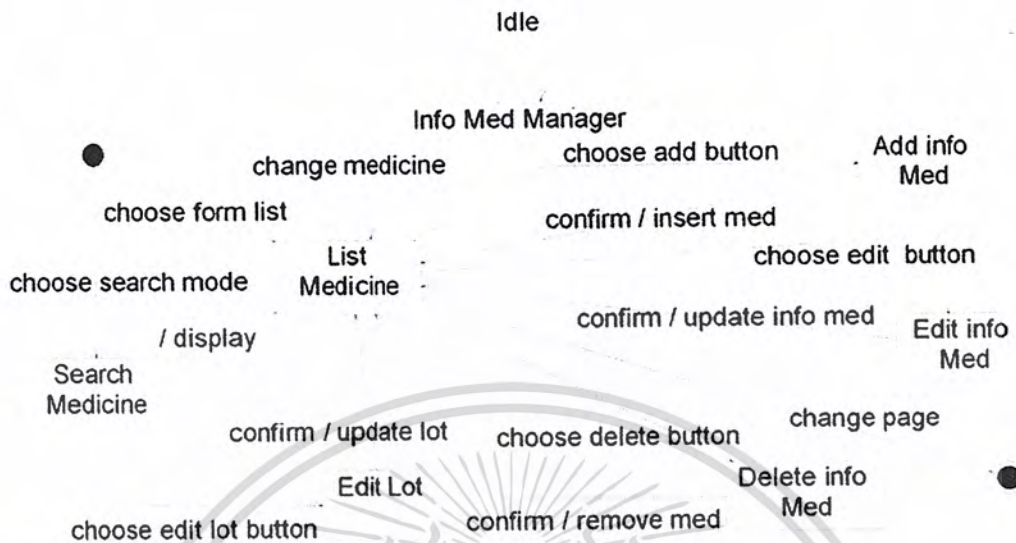 Idle
Info Med Manager
change medicine
choose add button
Add info
Med
choose form list
confirm / insert med
List
Medicine
choose edit button
choose search mode
/ display
confirm / update info med
Edit info
Med
Search
Medicine
confirm / update lot
choose delete button
change page
Edit Lot
Delete info
Med
choose edit lot button
confirm / remove med